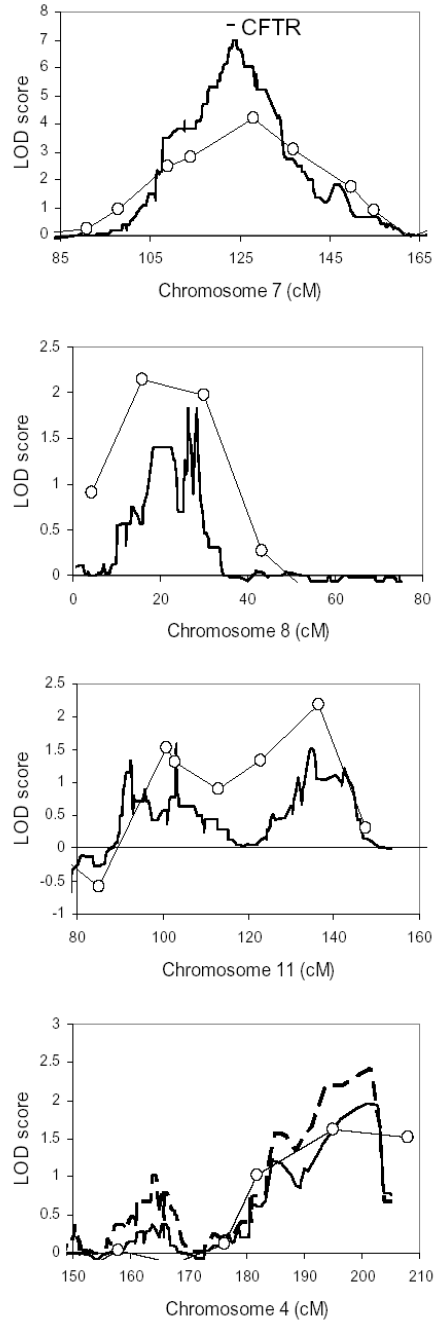 – CFTR
8
7
6
5
4
3
2
1
0
LOD score
85 105 125 145 165
Chromosome 7 (cM)
2.5
2
1.5
1
0.5
0
LOD score
0 20 40 60 80
Chromosome 8 (cM)
2.5
2
1.5
1
0.5
0
-0.5
-1
LOD score
80 100 120 140 160
Chromosome 11 (cM)
3
2.5
2
1.5
1
0.5
0
LOD score
150 160 170 180 190 200 210
Chromosome 4 (cM)